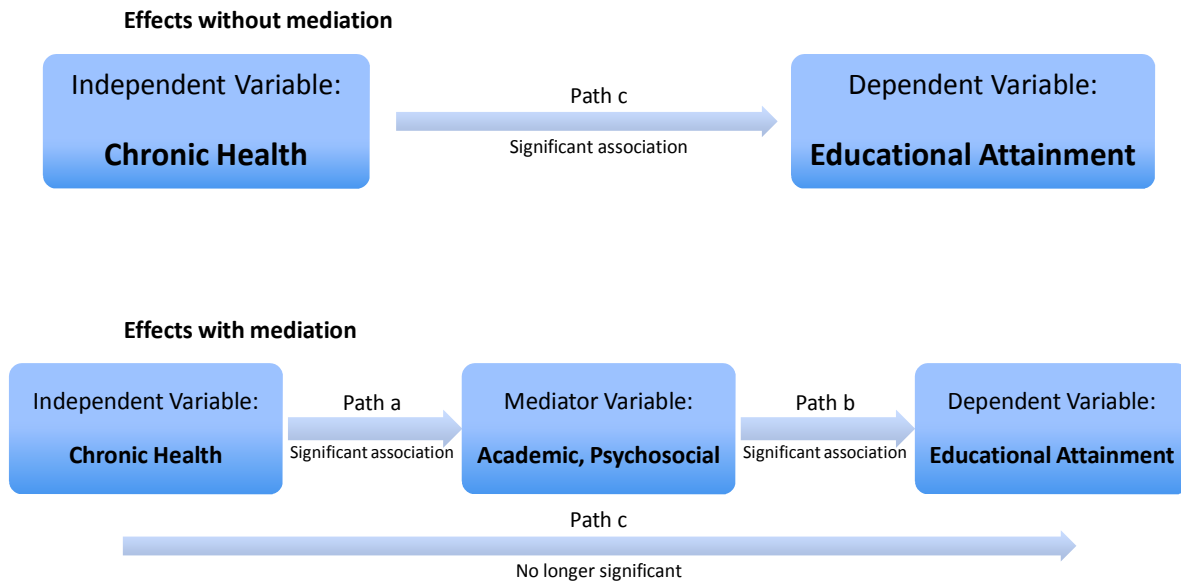 Effects without mediation
Independent Variable:
Chronic Health
Path c
Significant association
Dependent Variable:
Educational Attainment
Effects with mediation
Independent Variable:
Chronic Health
Path a
Significant association
Mediator Variable:
Academic, Psychosocial
Path b
Significant association
Dependent Variable:
Educational Attainment
Path c
No longer significant